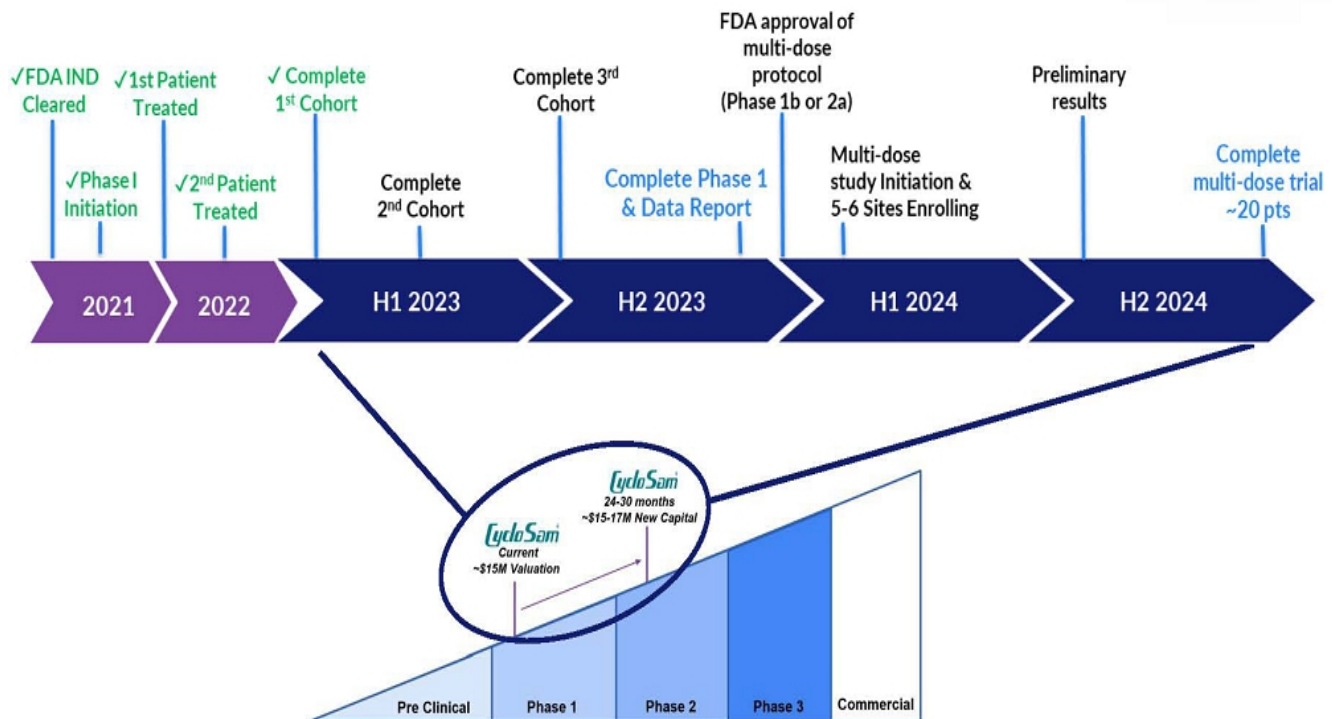 ✓FDA IND
Cleared
✓Phase I
Initiation
✓1st Patient
Treated
✓2nd Patient
Treated
✓ Complete
1st Cohort
Complete
2nd Cohort
Complete 3rd
Cohort
Complete Phase 1
& Data Report
FDA approval of
multi-dose
protocol
(Phase 1b or 2a)
Multi-dose
study Initiation &
5-6 Sites Enrolling
Preliminary
results
Complete
multi-dose trial
~20 pts
2021
2022
H1 2023
H2 2023
H1 2024
H2 2024
CycloSam
Current
~$15M Valuation
CycloSam
24-30 months
~$15-17M New Capital
Pre Clinical
Phase 1
Phase 2
Phase 3
Commercial